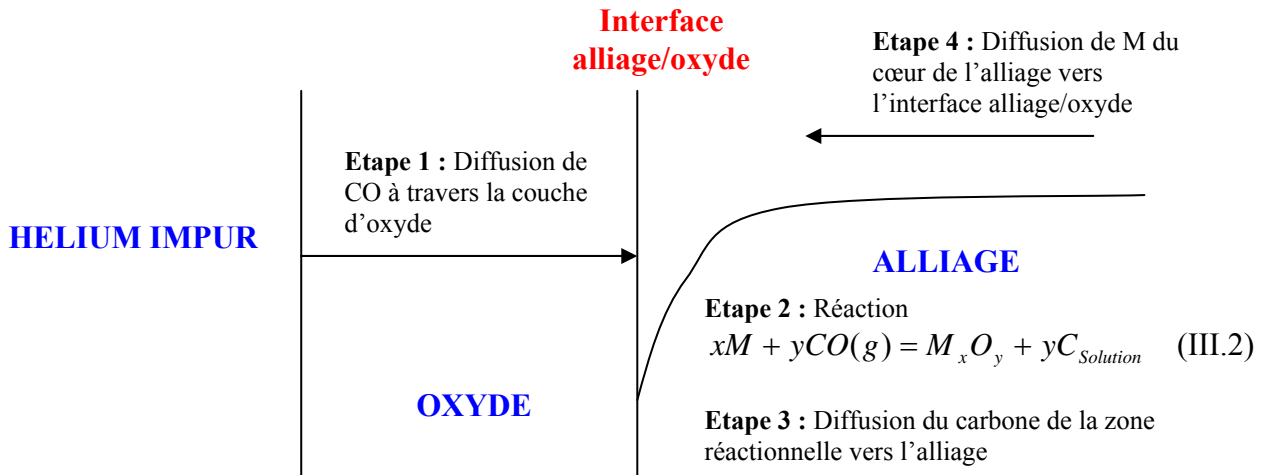 Interface
alliage/oxyde
Etape 4 : Diffusion de M du
cœur de l'alliage vers
l'interface alliage/oxyde
Etape 1 : Diffusion de
CO à travers la couche
d'oxyde
HELIUM IMPUR
ALLIAGE
Etape 2 : Réaction
xM + yCO(g) = M_xO_y + yC_{Solution} (III.2)
OXYDE
Etape 3 : Diffusion du carbone de la zone
réactionnelle vers l'alliage